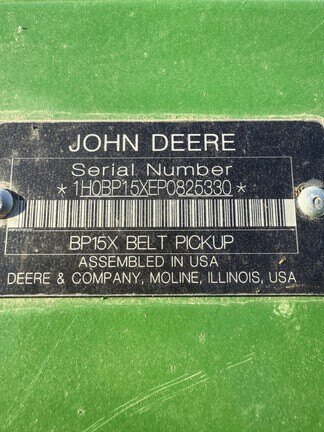 JOHN DEERE
Serial Number
*1H0BP15XEP0825330*
BP15X BELT PICKUP
ASSEMBLED IN USA
DEERE & COMPANY, MOLINE, ILLINOIS, USA